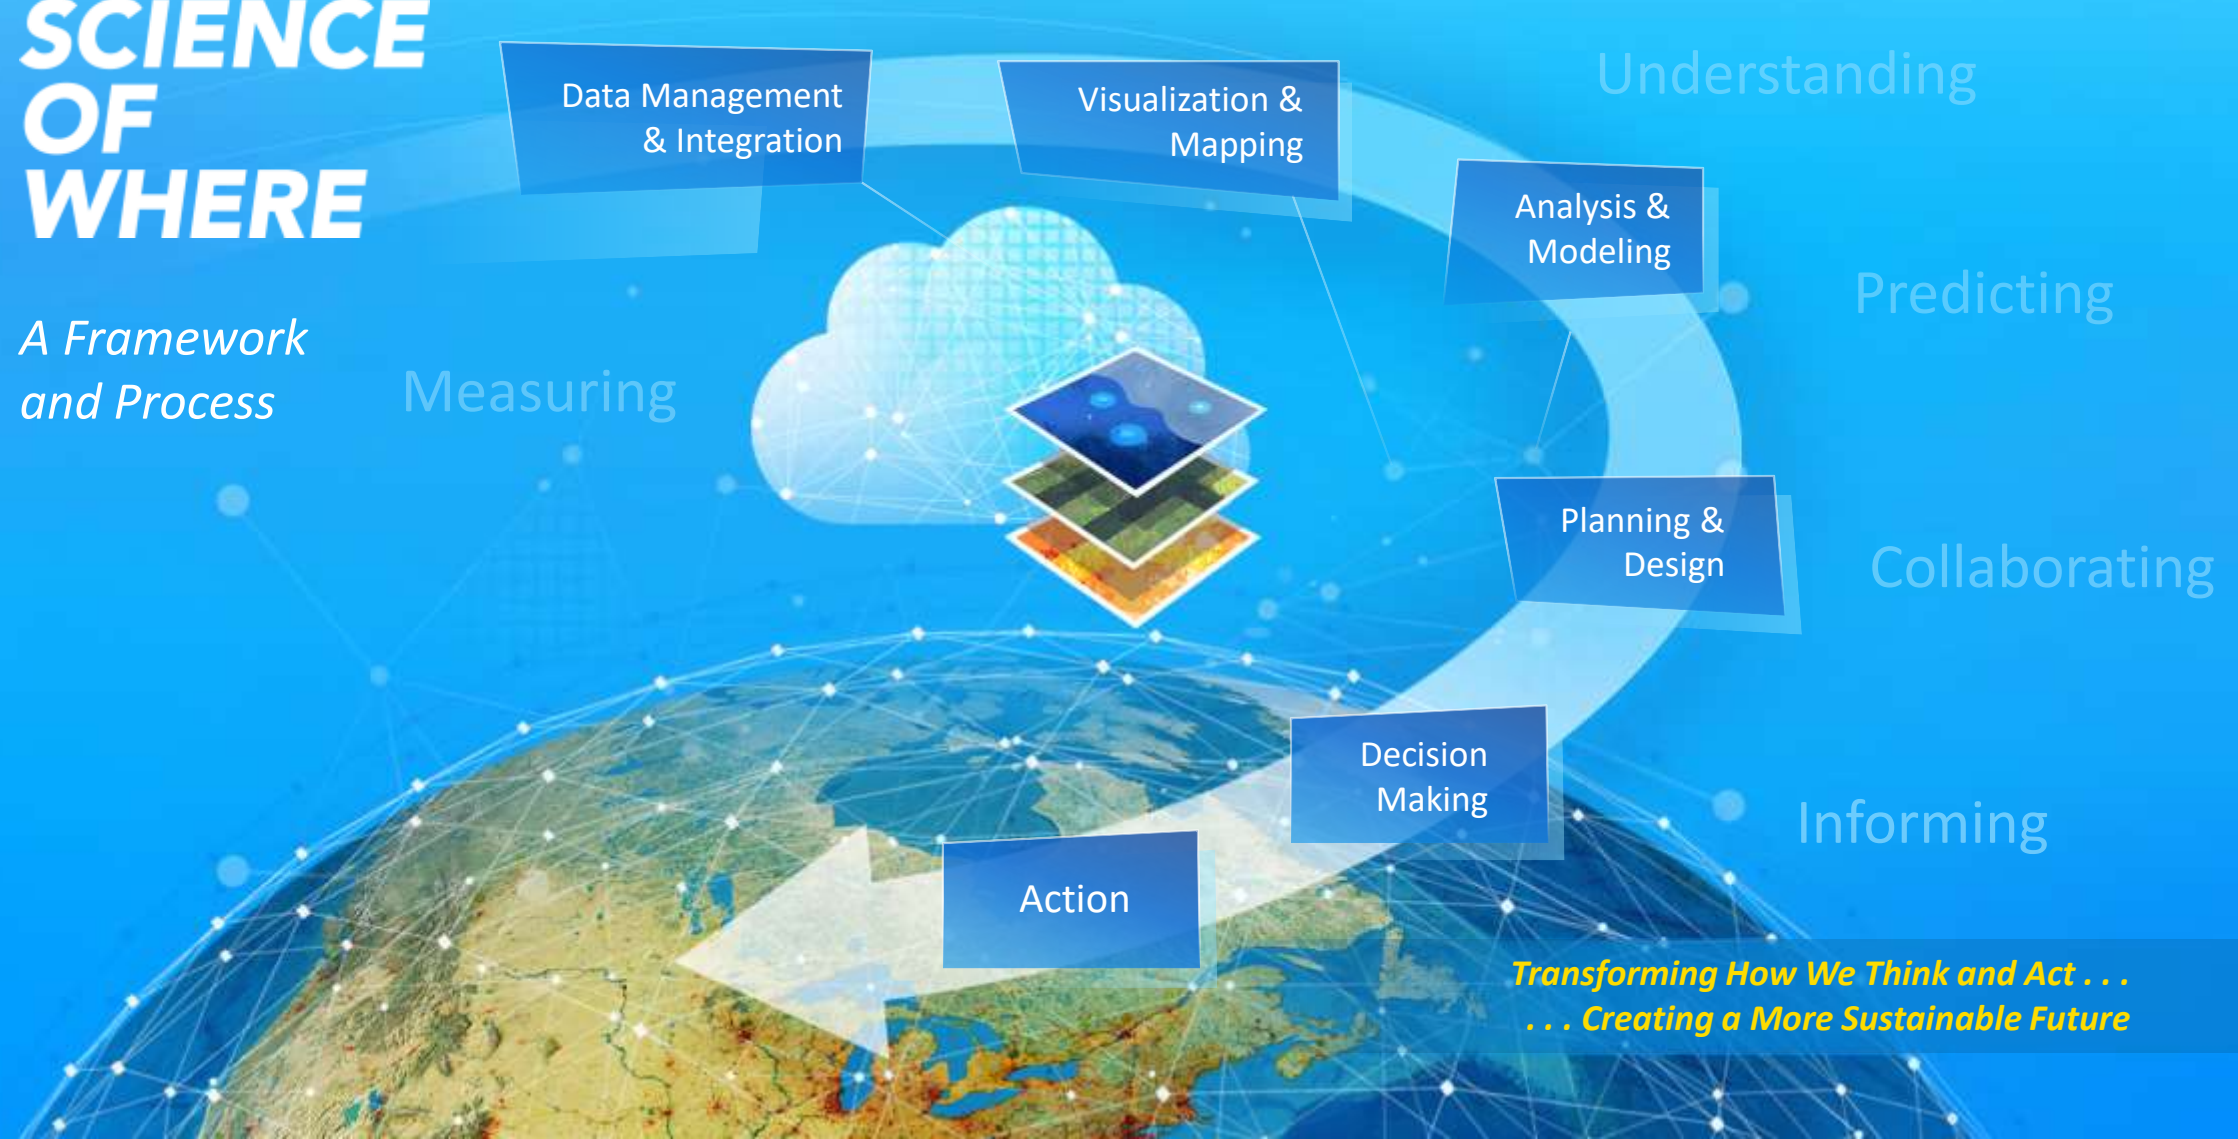 SCIENCE
OF
WHERE
A Framework
and Process
Measuring
Data Management
& Integration
Visualization &
Mapping
Understanding
Analysis &
Modeling
Predicting
Planning &
Design
Collaborating
Decision
Making
Informing
Action
Transforming How We Think and Act . . .
. . . Creating a More Sustainable Future